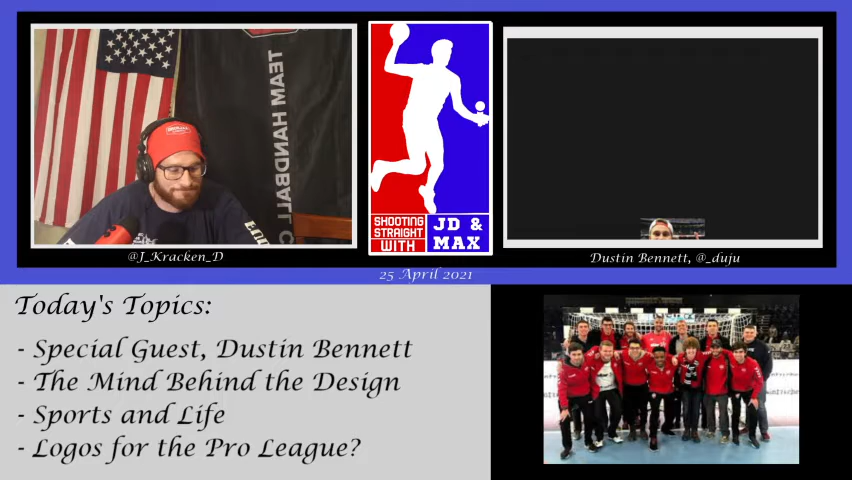 TEAM HANDBALL
SHOOTING
STRAIGHT
WITH
JD &
MAX
@J_Kracken_D
Dustin Bennett, @_duju
25 April 2021
Today's Topics:
- Special Guest, Dustin Bennett
- The Mind Behind the Design
- Sports and Life
- Logos for the Pro League?